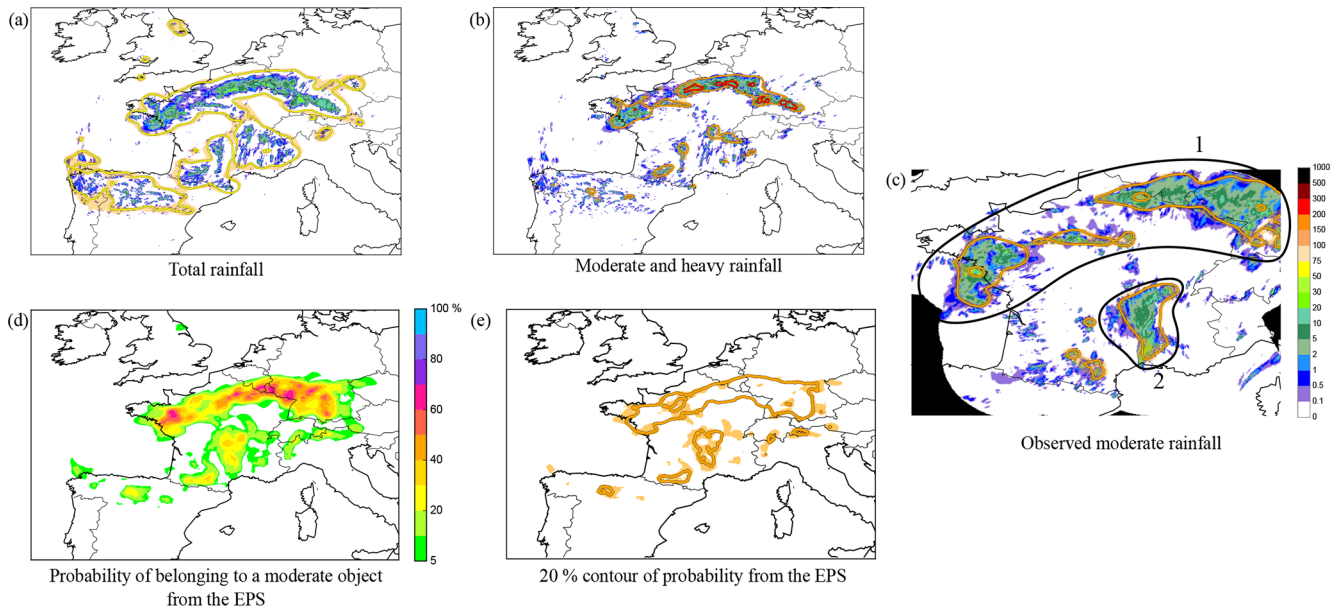 (a)
Total rainfall
(b)
Moderate and heavy rainfall
1
2
(c)
1000
500
300
200
150
100
75
50
30
20
10
5
2
1
0.5
0.1
0
Observed moderate rainfall
(d)
100 %
80
60
40
20
5
Probability of belonging to a moderate object
from the EPS
(e)
20 % contour of probability from the EPS